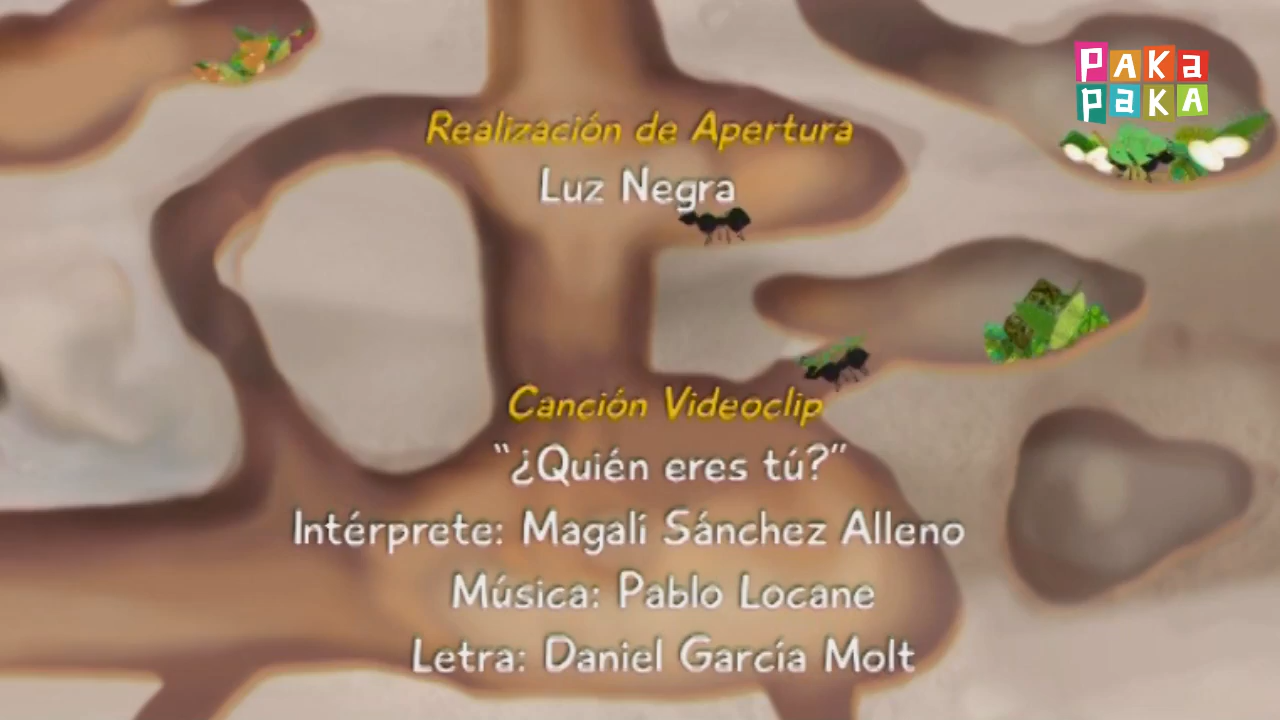 PAKA
PAKA
Realización de Apertura
Luz Negra
Canción Videoclip
“¿Quién eres tú?”
Intérprete: Magalí Sánchez Alleno
Música: Pablo Locane
Letra: Daniel García Molt